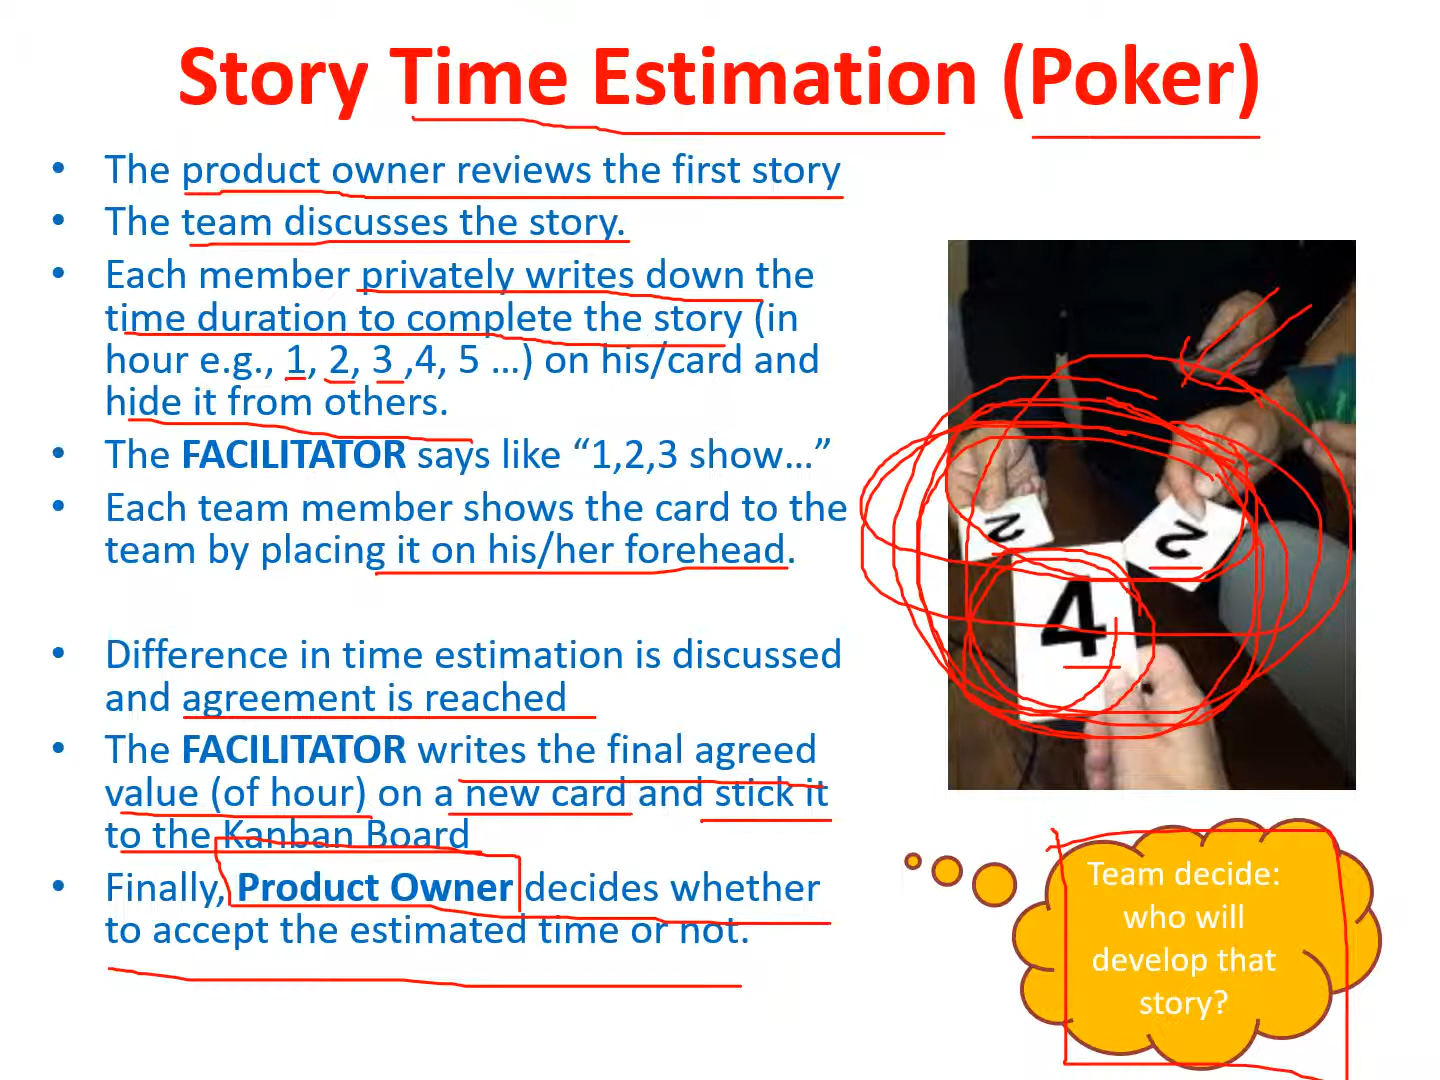 Story Time Estimation (Poker)
• The product owner reviews the first story
• The team discusses the story.
• Each member privately writes down the
time duration to complete the story (in
hour e.g., 1, 2, 3 ,4, 5 ...) on his/card and
hide it from others.
• The FACILITATOR says like “1,2,3 show...”
• Each team member shows the card to the
team by placing it on his/her forehead.
• Difference in time estimation is discussed
and agreement is reached
• The FACILITATOR writes the final agreed
value (of hour) on a new card and stick it
to the Kanban Board
• Finally, Product Owner decides whether
to accept the estimated time or not.
2
2
4
Team decide:
who will
develop that
story?